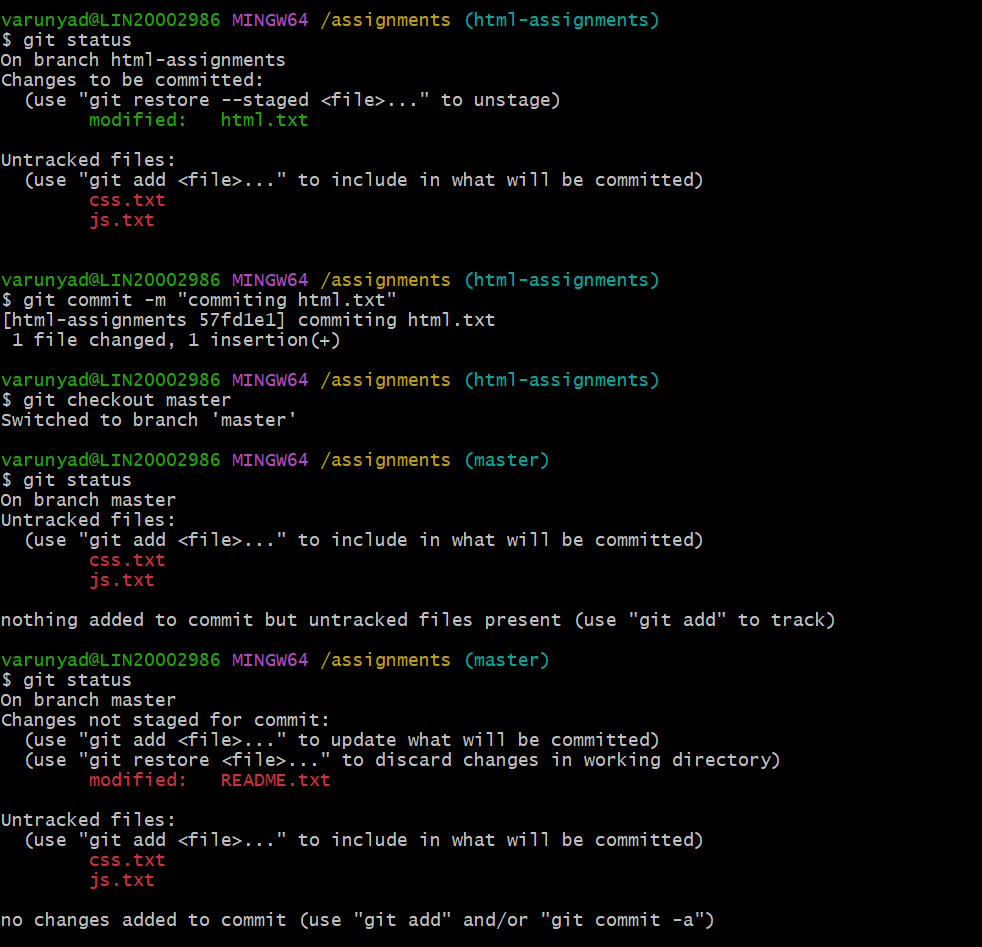 varunyad@LIN20002986 MINGW64 /assignments (html-assignments)
$ git status
On branch html-assignments
Changes to be committed:
  (use "git restore --staged <file>..." to unstage)
        modified:   html.txt

Untracked files:
  (use "git add <file>..." to include in what will be committed)
        css.txt
        js.txt


varunyad@LIN20002986 MINGW64 /assignments (html-assignments)
$ git commit -m "commiting html.txt"
[html-assignments 57fd1e1] commiting html.txt
 1 file changed, 1 insertion(+)

varunyad@LIN20002986 MINGW64 /assignments (html-assignments)
$ git checkout master
Switched to branch 'master'

varunyad@LIN20002986 MINGW64 /assignments (master)
$ git status
On branch master
Untracked files:
  (use "git add <file>..." to include in what will be committed)
        css.txt
        js.txt

nothing added to commit but untracked files present (use "git add" to track)

varunyad@LIN20002986 MINGW64 /assignments (master)
$ git status
On branch master
Changes not staged for commit:
  (use "git add <file>..." to update what will be committed)
  (use "git restore <file>..." to discard changes in working directory)
        modified:   README.txt

Untracked files:
  (use "git add <file>..." to include in what will be committed)
        css.txt
        js.txt

no changes added to commit (use "git add" and/or "git commit -a")